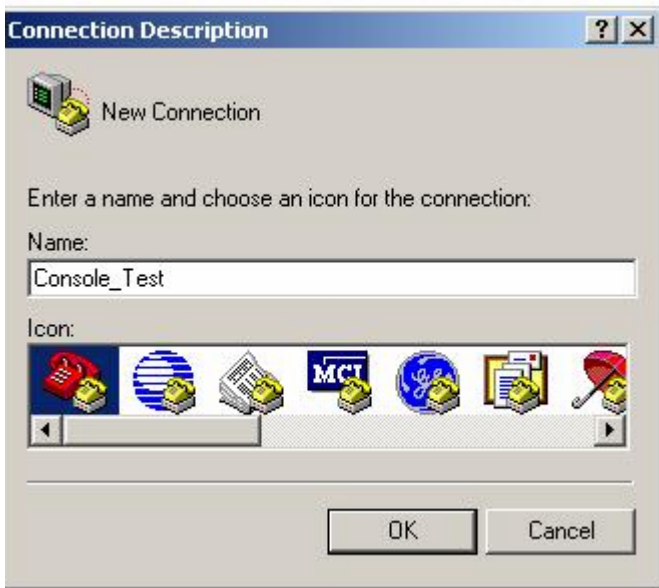 Connection Description
New Connection
Enter a name and choose an icon for the connection:
Name:
Console_Test
Icon:
MCI
OK
Cancel